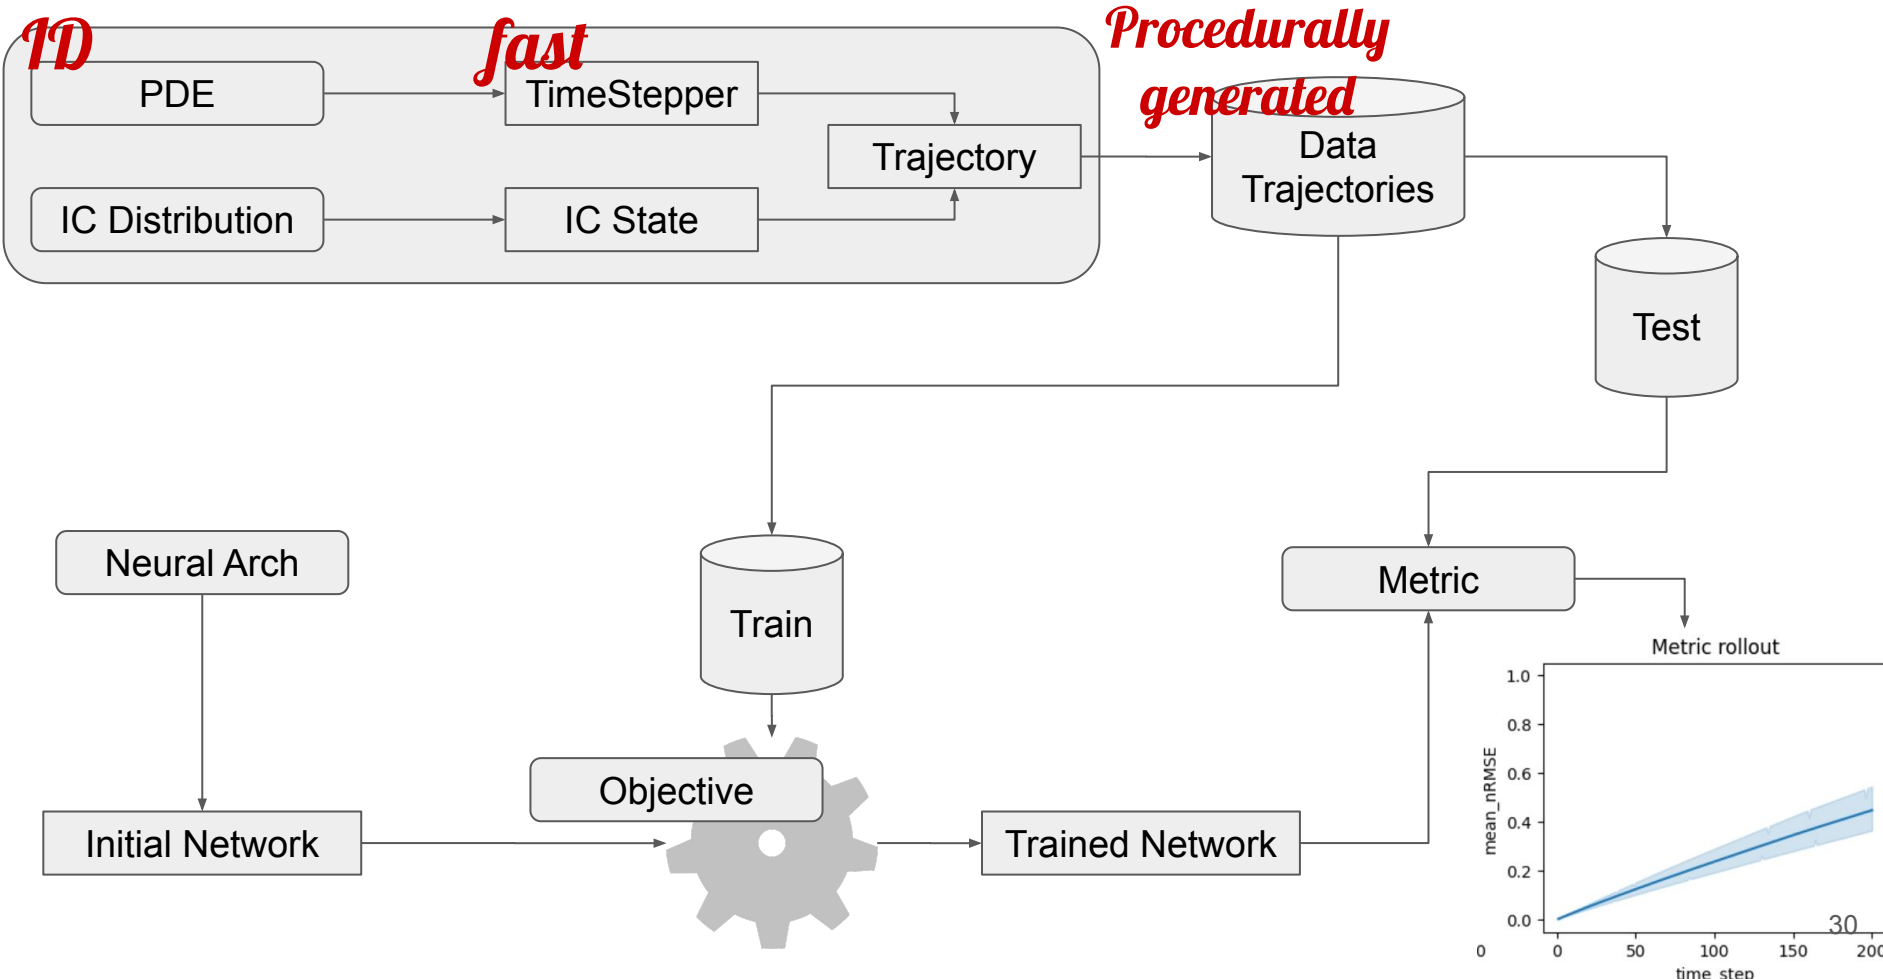 ID
fast
Procedurally
generated
PDE
TimeStepper
Trajectory
Data
Trajectories
IC Distribution
IC State
Test
Neural Arch
Train
Metric
Objective
Initial Network
Trained Network
Metric rollout
1.0
0.8
0.6
0.4
0.2
0.0
mean_nRMSE
30
0
0
50
100
150
200
time_step